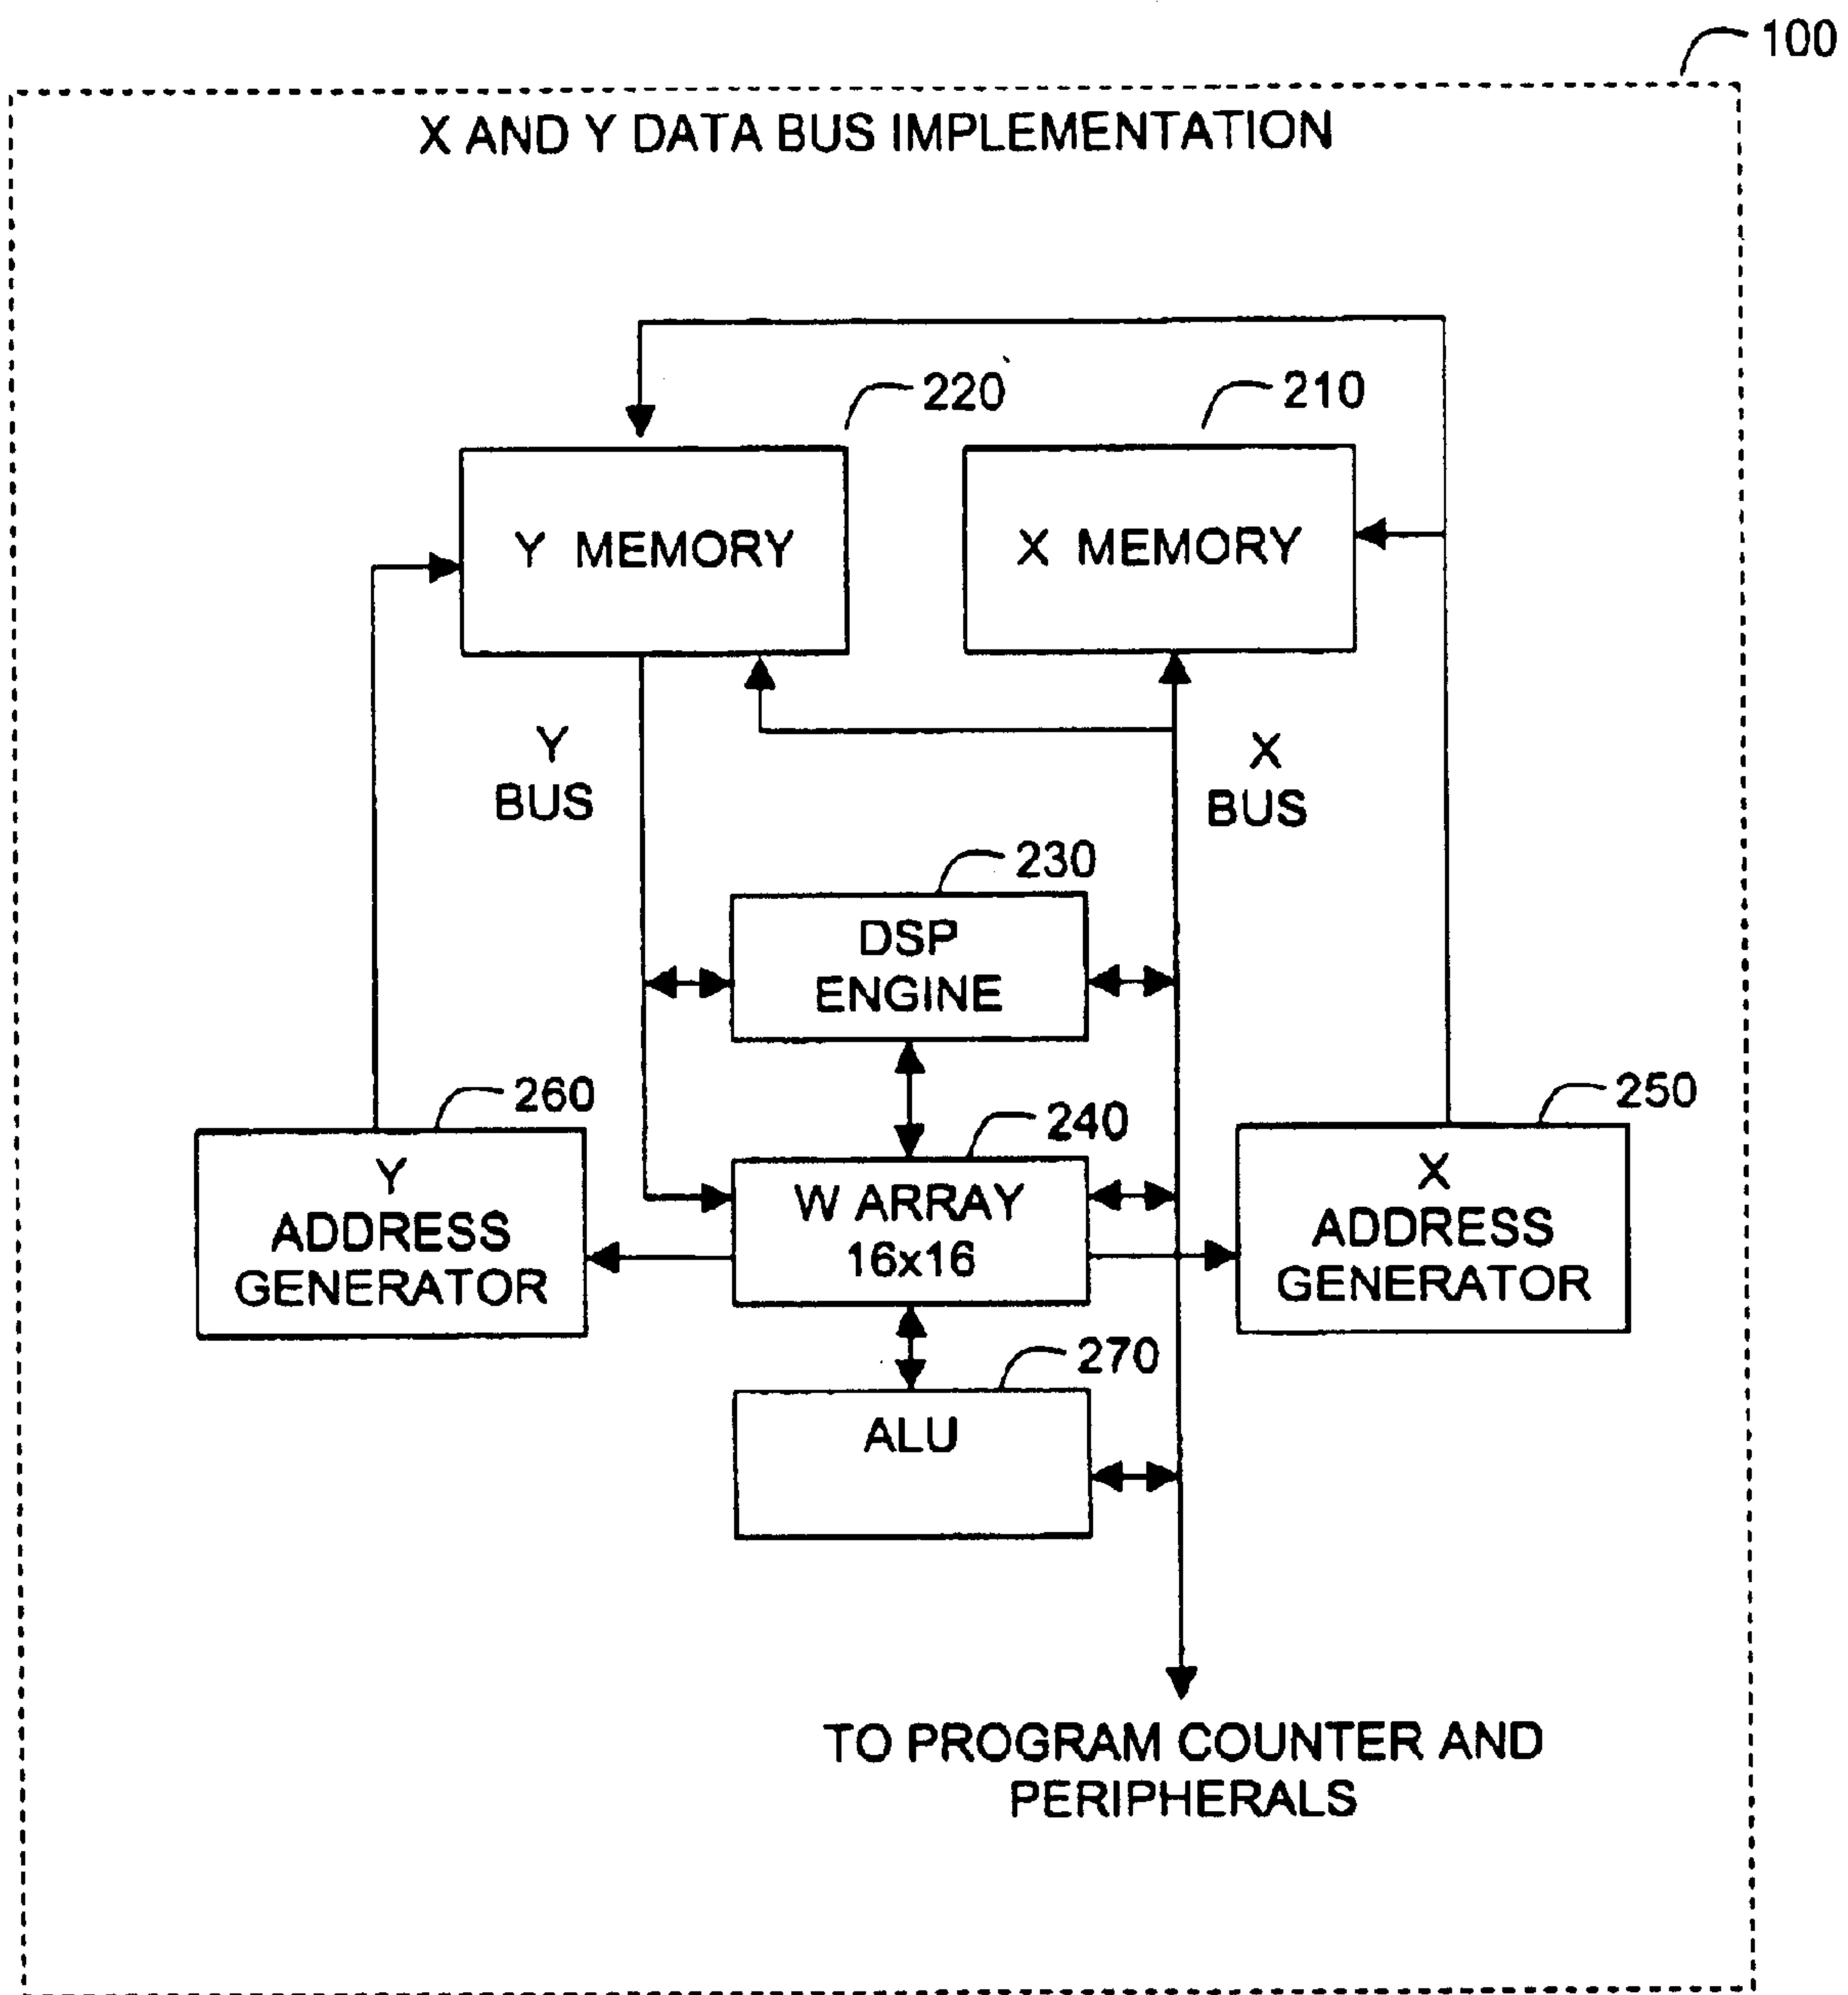 100
X AND Y DATA BUS IMPLEMENTATION
220
210
Y MEMORY
X MEMORY
Y
BUS
X
BUS
230
DSP
ENGINE
260
240
250
Y
ADDRESS
GENERATOR
W ARRAY
16x16
X
ADDRESS
GENERATOR
270
ALU
TO PROGRAM COUNTER AND
PERIPHERALS